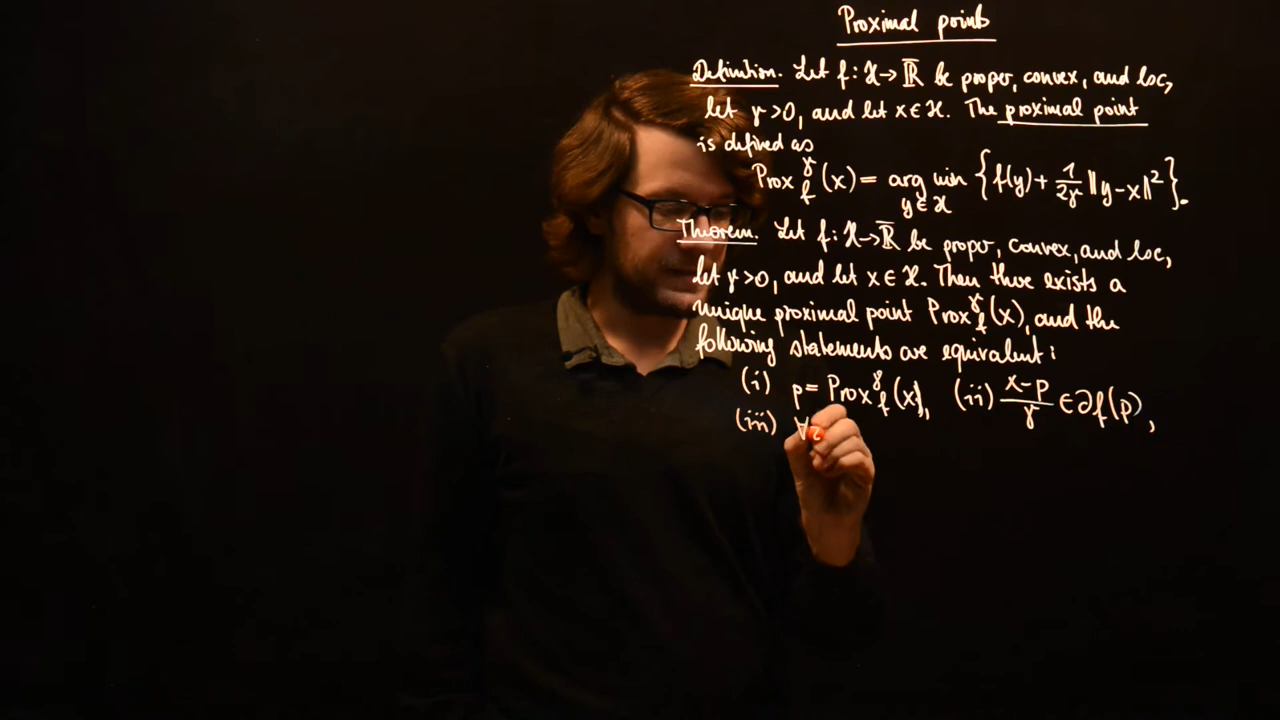 Proximal points
Definition. Let f: ℋ→ℝ̄ be proper, convex, and lsc,
let γ>0, and let x∈ℋ. The proximal point
is defined as
Prox^γ_f(x)= arg min_{y∈ℋ} {f(y)+ 1/2γ ‖y-x‖²}.
Theorem. Let f: ℋ→ℝ̄ be proper, convex, and lsc,
let γ>0, and let x∈ℋ. Then there exists a
unique proximal point Prox^γ_f(x), and the
following statements are equivalent:
(i) p= Prox^γ_f(x), (ii) x-p/γ ∈∂f(p),
(iii) ∀